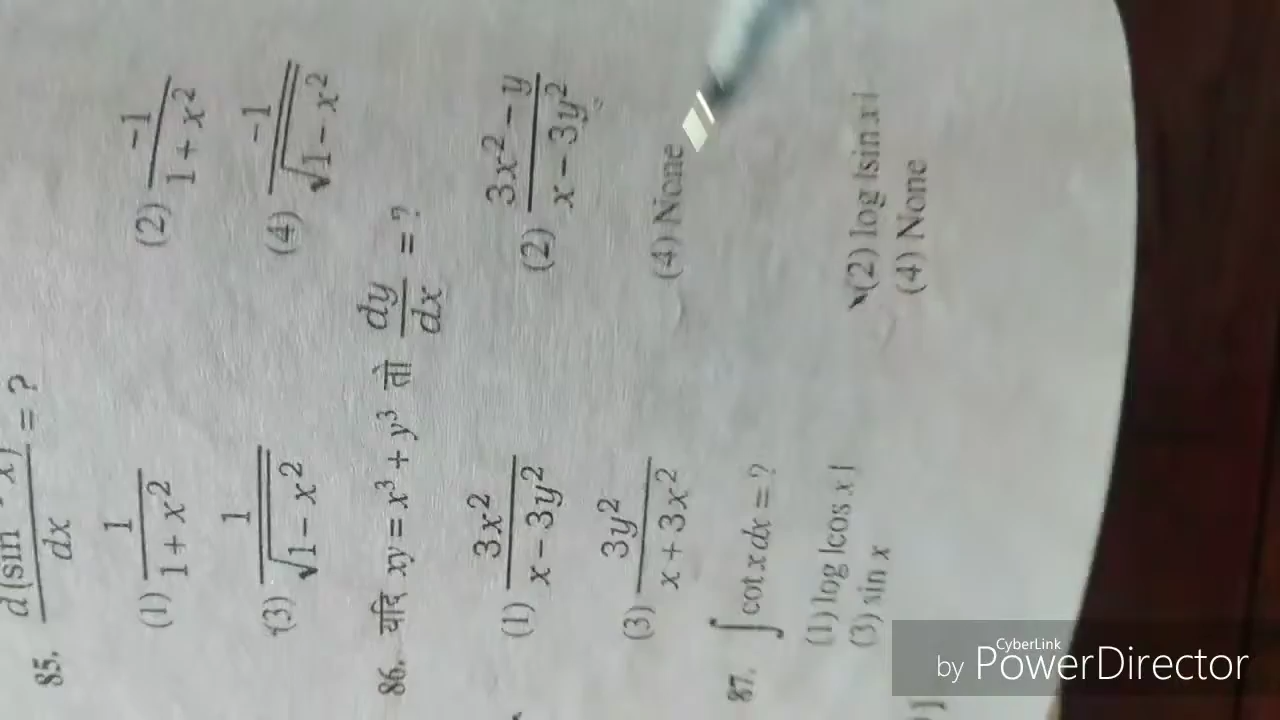 85. d(sin⁻¹ x)/dx = ?
(1) 1/(1 + x²) (2) -1/(1 + x²)
(3) 1/√(1 - x²) (4) -1/√(1 - x²)
86. यदि xy = x³ + y³ तो dy/dx = ?
(1) 3x²/(x - 3y²) (2) (3x² - y)/(x - 3y²)
(3) 3y²/(x + 3x²) (4) None
87. ∫ cot x dx = ?
(1) log |cos x| (2) log |sin x|
(3) sin x (4) None
by CyberLink PowerDirector